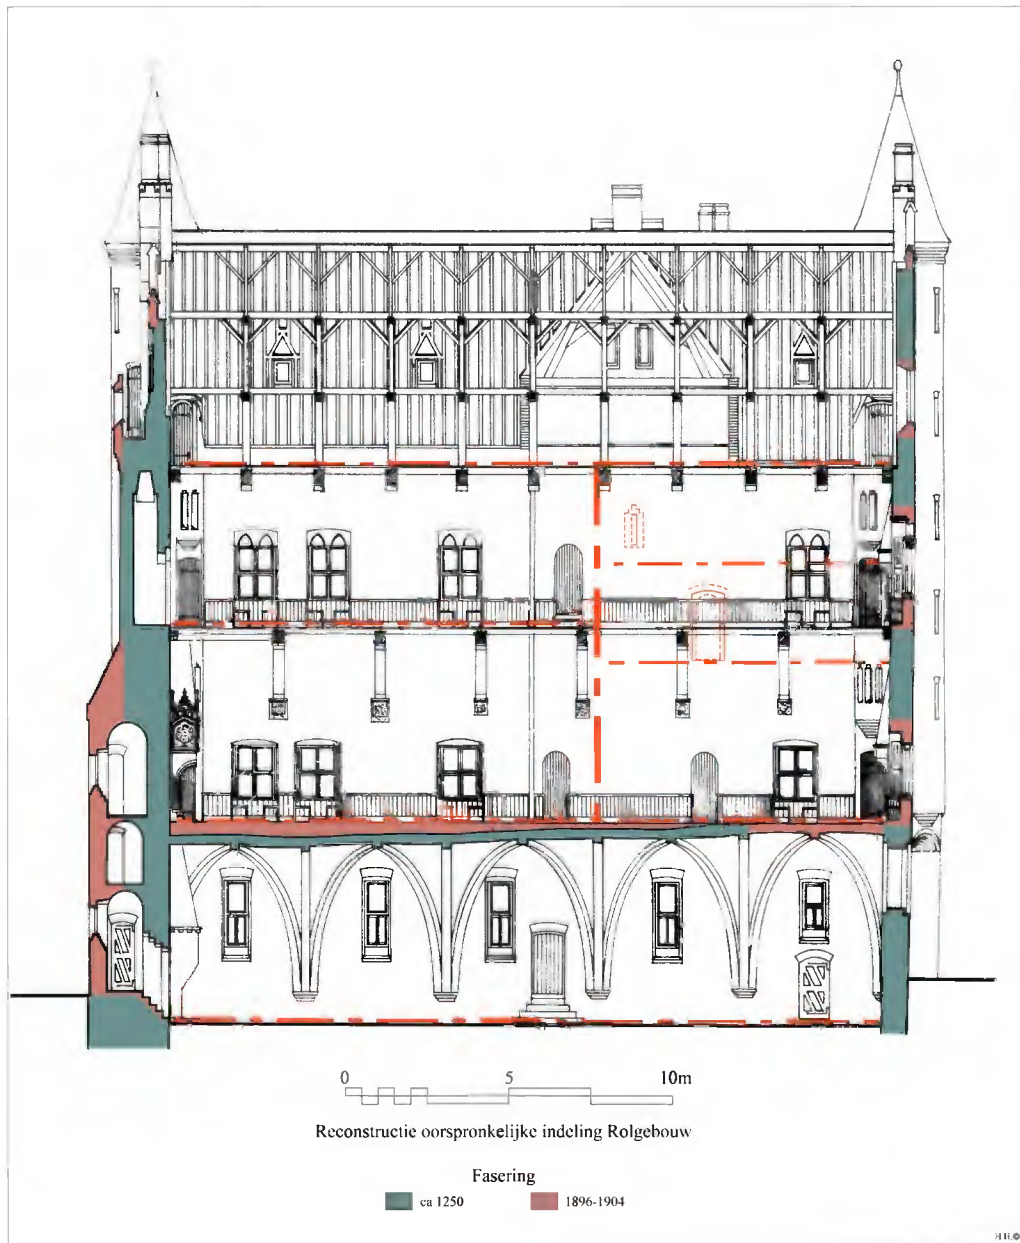 0 5 10m
Reconstructie oorspronkelijke indeling Rolgebouw
Fasering
ca 1250 1896-1904
H.H.©